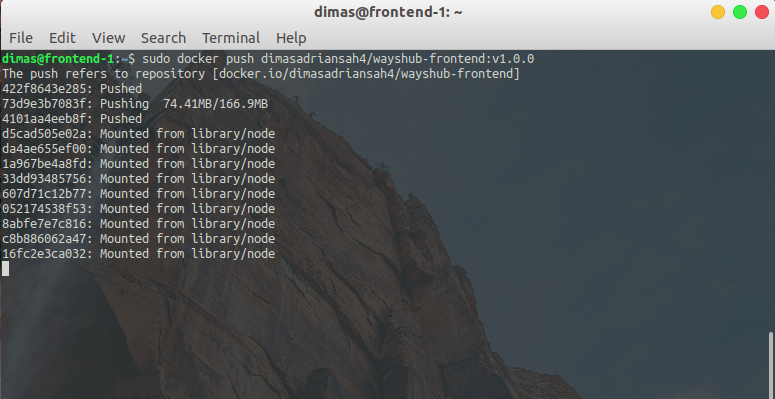 dimas@frontend-1: ~
File Edit View Search Terminal Help
dimas@frontend-1:~$ sudo docker push dimasadriansah4/wayshub-frontend:v1.0.0
The push refers to repository [docker.io/dimasadriansah4/wayshub-frontend]
422f8643e285: Pushed
73d9e3b7083f: Pushing  74.41MB/166.9MB
4101aa4eeb8f: Pushed
d5cad505e02a: Mounted from library/node
da4ae655ef00: Mounted from library/node
1a967be4a8fd: Mounted from library/node
33dd93485756: Mounted from library/node
607d71c12b77: Mounted from library/node
052174538f53: Mounted from library/node
8abfe7e7c816: Mounted from library/node
c8b886062a47: Mounted from library/node
16fc2e3ca032: Mounted from library/node